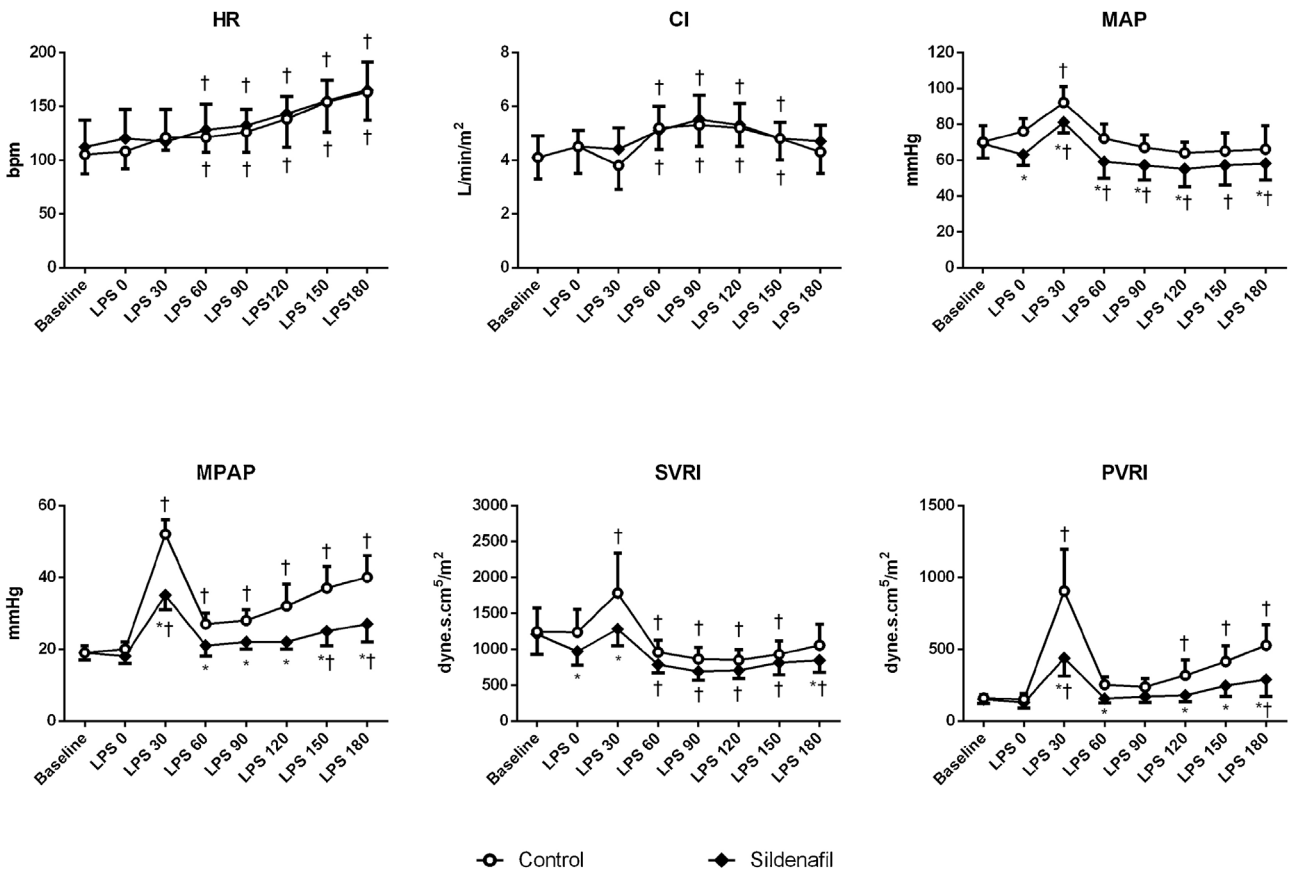 HR
bpm
200
150
100
50
0
† † † † †
† † † † †
Baseline
LPS 0
LPS 30
LPS 60
LPS 90
LPS120
LPS 150
LPS180
CI
L/min/m²
8
6
4
2
0
† † † †
† † † †
Baseline
LPS 0
LPS 30
LPS 60
LPS 90
LPS 120
LPS 150
LPS 180
MAP
mmHg
120
100
80
60
40
20
0
†
* *† *† *† *† † *†
Baseline
LPS 0
LPS 30
LPS 60
LPS 90
LPS 120
LPS 150
LPS 180
MPAP
mmHg
60
40
20
0
† † † † † †
*† * * * *† *†
Baseline
LPS 0
LPS 30
LPS 60
LPS 90
LPS 120
LPS 150
LPS 180
SVRI
dyne.s.cm⁵/m²
3000
2500
2000
1500
1000
500
0
† † † † †
* * † † † † *†
Baseline
LPS 0
LPS 30
LPS 60
LPS 90
LPS 120
LPS 150
LPS 180
PVRI
dyne.s.cm⁵/m²
1500
1000
500
0
† † † †
*† * * * *†
Baseline
LPS 0
LPS 30
LPS 60
LPS 90
LPS 120
LPS 150
LPS 180
Control
Sildenafil